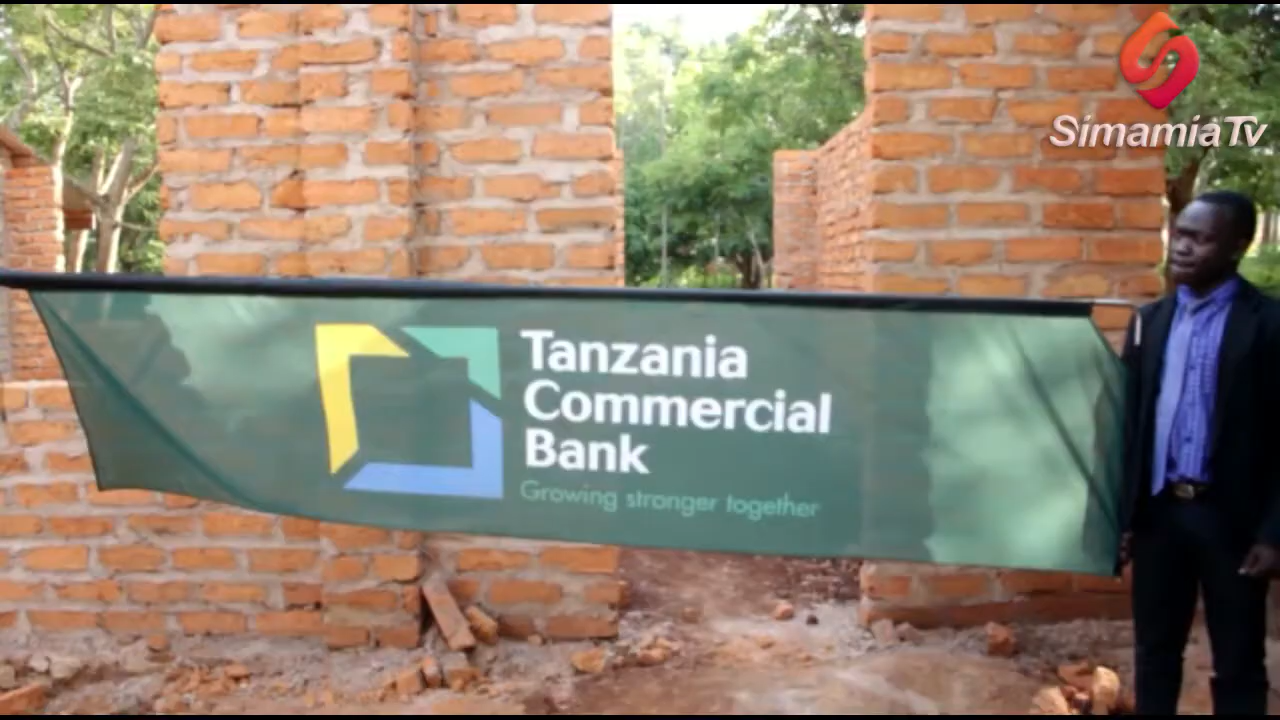 SimamiaTv
Tanzania
Commercial
Bank
Growing stronger together